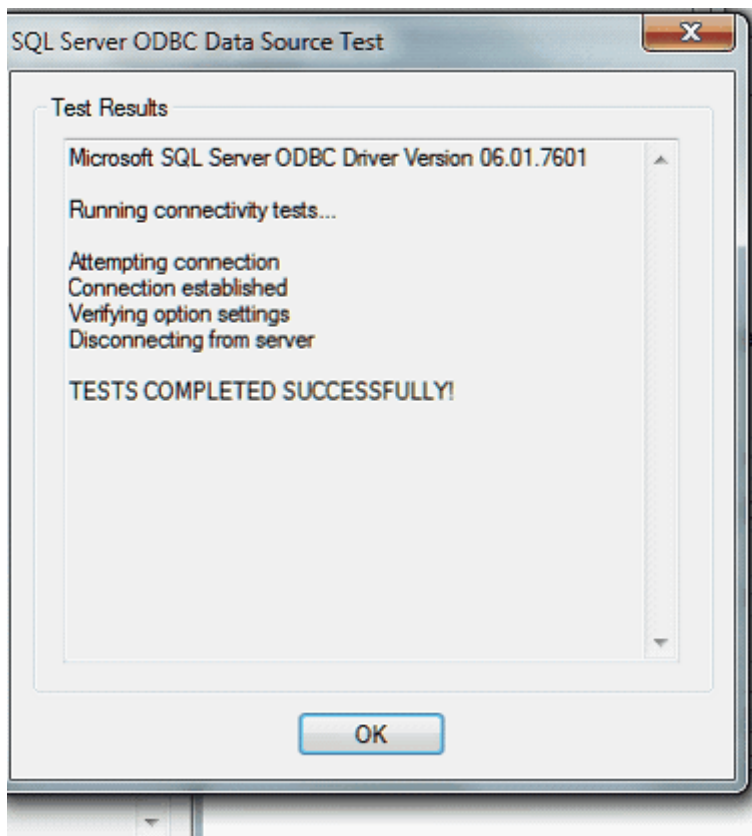 SQL Server ODBC Data Source Test
Test Results
Microsoft SQL Server ODBC Driver Version 06.01.7601
Running connectivity tests...
Attempting connection
Connection established
Verifying option settings
Disconnecting from server
TESTS COMPLETED SUCCESSFULLY!
OK